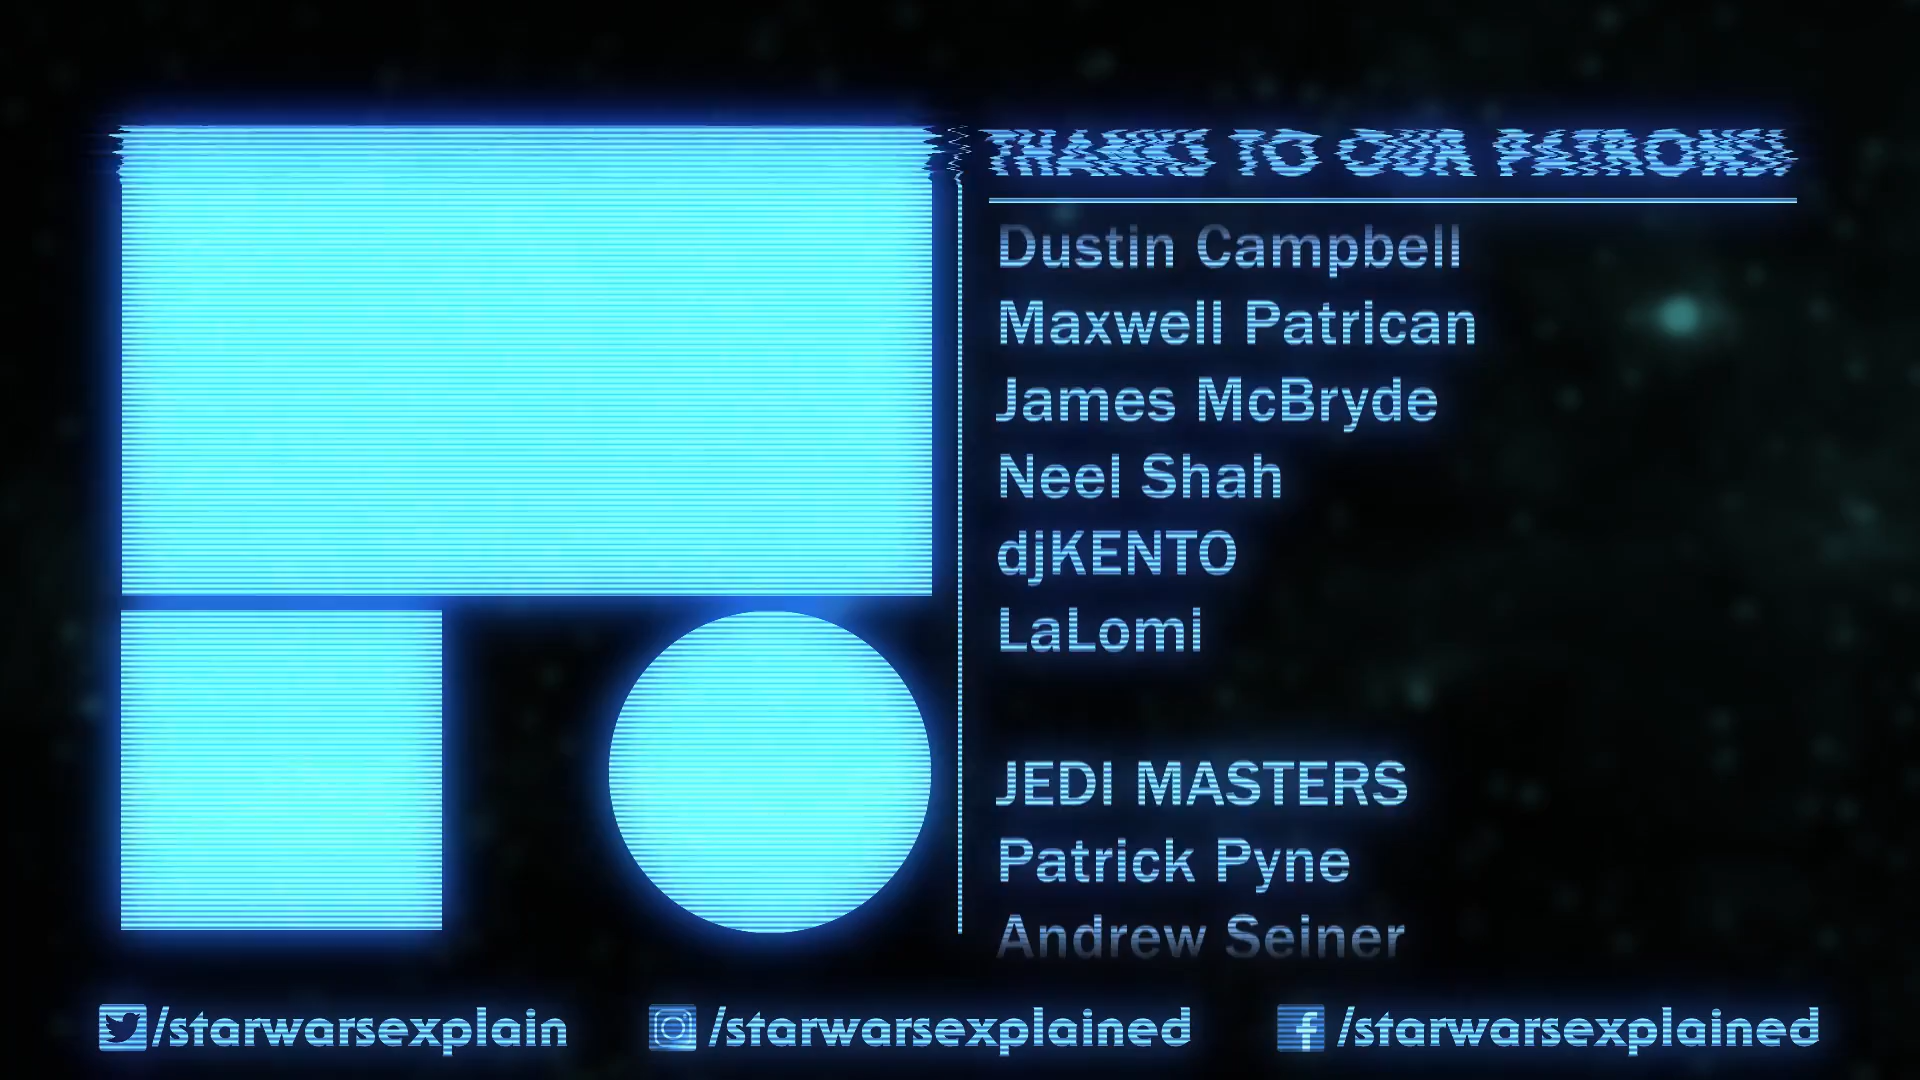 THANKS TO OUR PATRONS!
Dustin Campbell
Maxwell Patrican
James McBryde
Neel Shah
djKENTO
LaLomi
JEDI MASTERS
Patrick Pyne
Andrew Seiner
/starwarsexplain
/starwarsexplained
/starwarsexplained